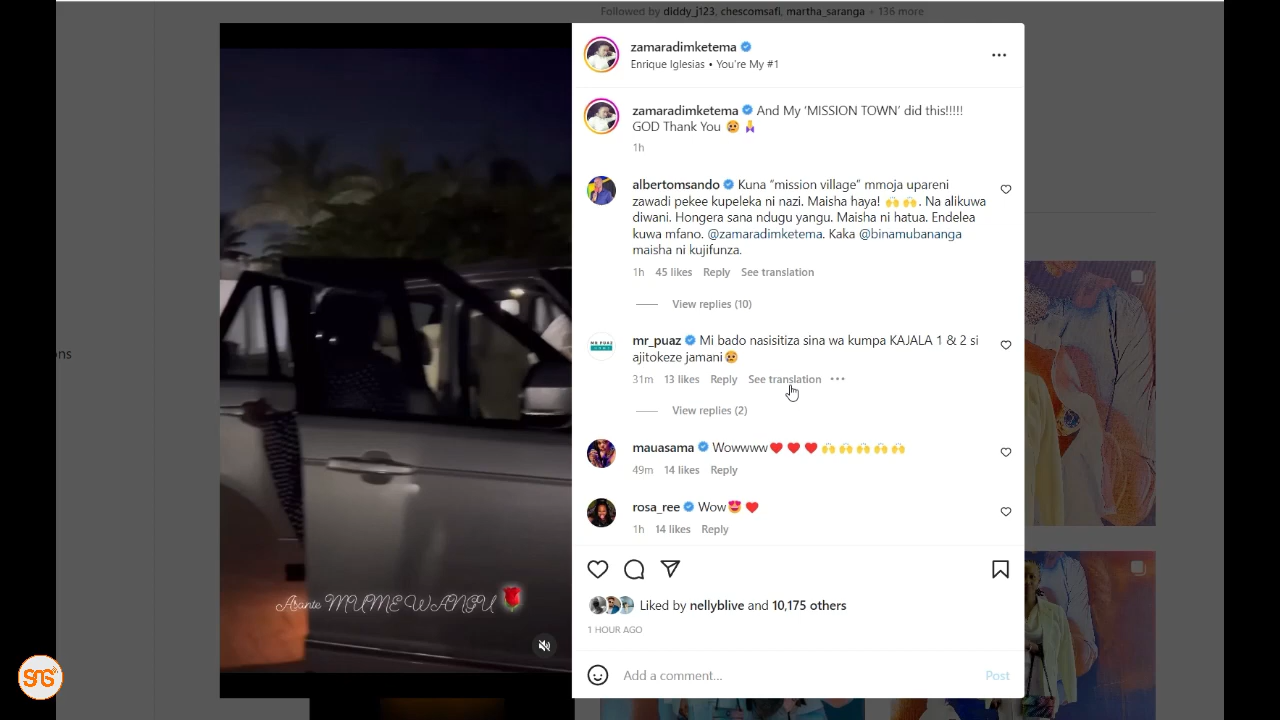 Followed by diddy_j123, chescomsafi, martha_saranga + 136 more
zamaradimketema
Enrique Iglesias • You're My #1
zamaradimketema And My ‘MISSION TOWN’ did this!!!!!
GOD Thank You 😢 🙏
1h
albertomsando Kuna “mission village” mmoja upareni
zawadi pekee kupeleka ni nazi. Maisha haya! 🙌 🙌. Na alikuwa
diwani. Hongera sana ndugu yangu. Maisha ni hatua. Endelea
kuwa mfano. @zamaradimketema. Kaka @binamubananga
maisha ni kujifunza.
1h 45 likes Reply See translation
View replies (10)
mr_puaz Mi bado nasisitiza sina wa kumpa KAJALA 1 & 2 si
ajitokeze jamani😢
31m 13 likes Reply See translation
View replies (2)
mauasama Wowwww❤️ ❤️ ❤️ 🙌 🙌 🙌 🙌 🙌
49m 14 likes Reply
rosa_ree Wow😍 ❤️
1h 14 likes Reply
Liked by nellyblive and 10,175 others
1 HOUR AGO
Add a comment...
Post
Asante MUME WANGU 🌹
ons
SNG